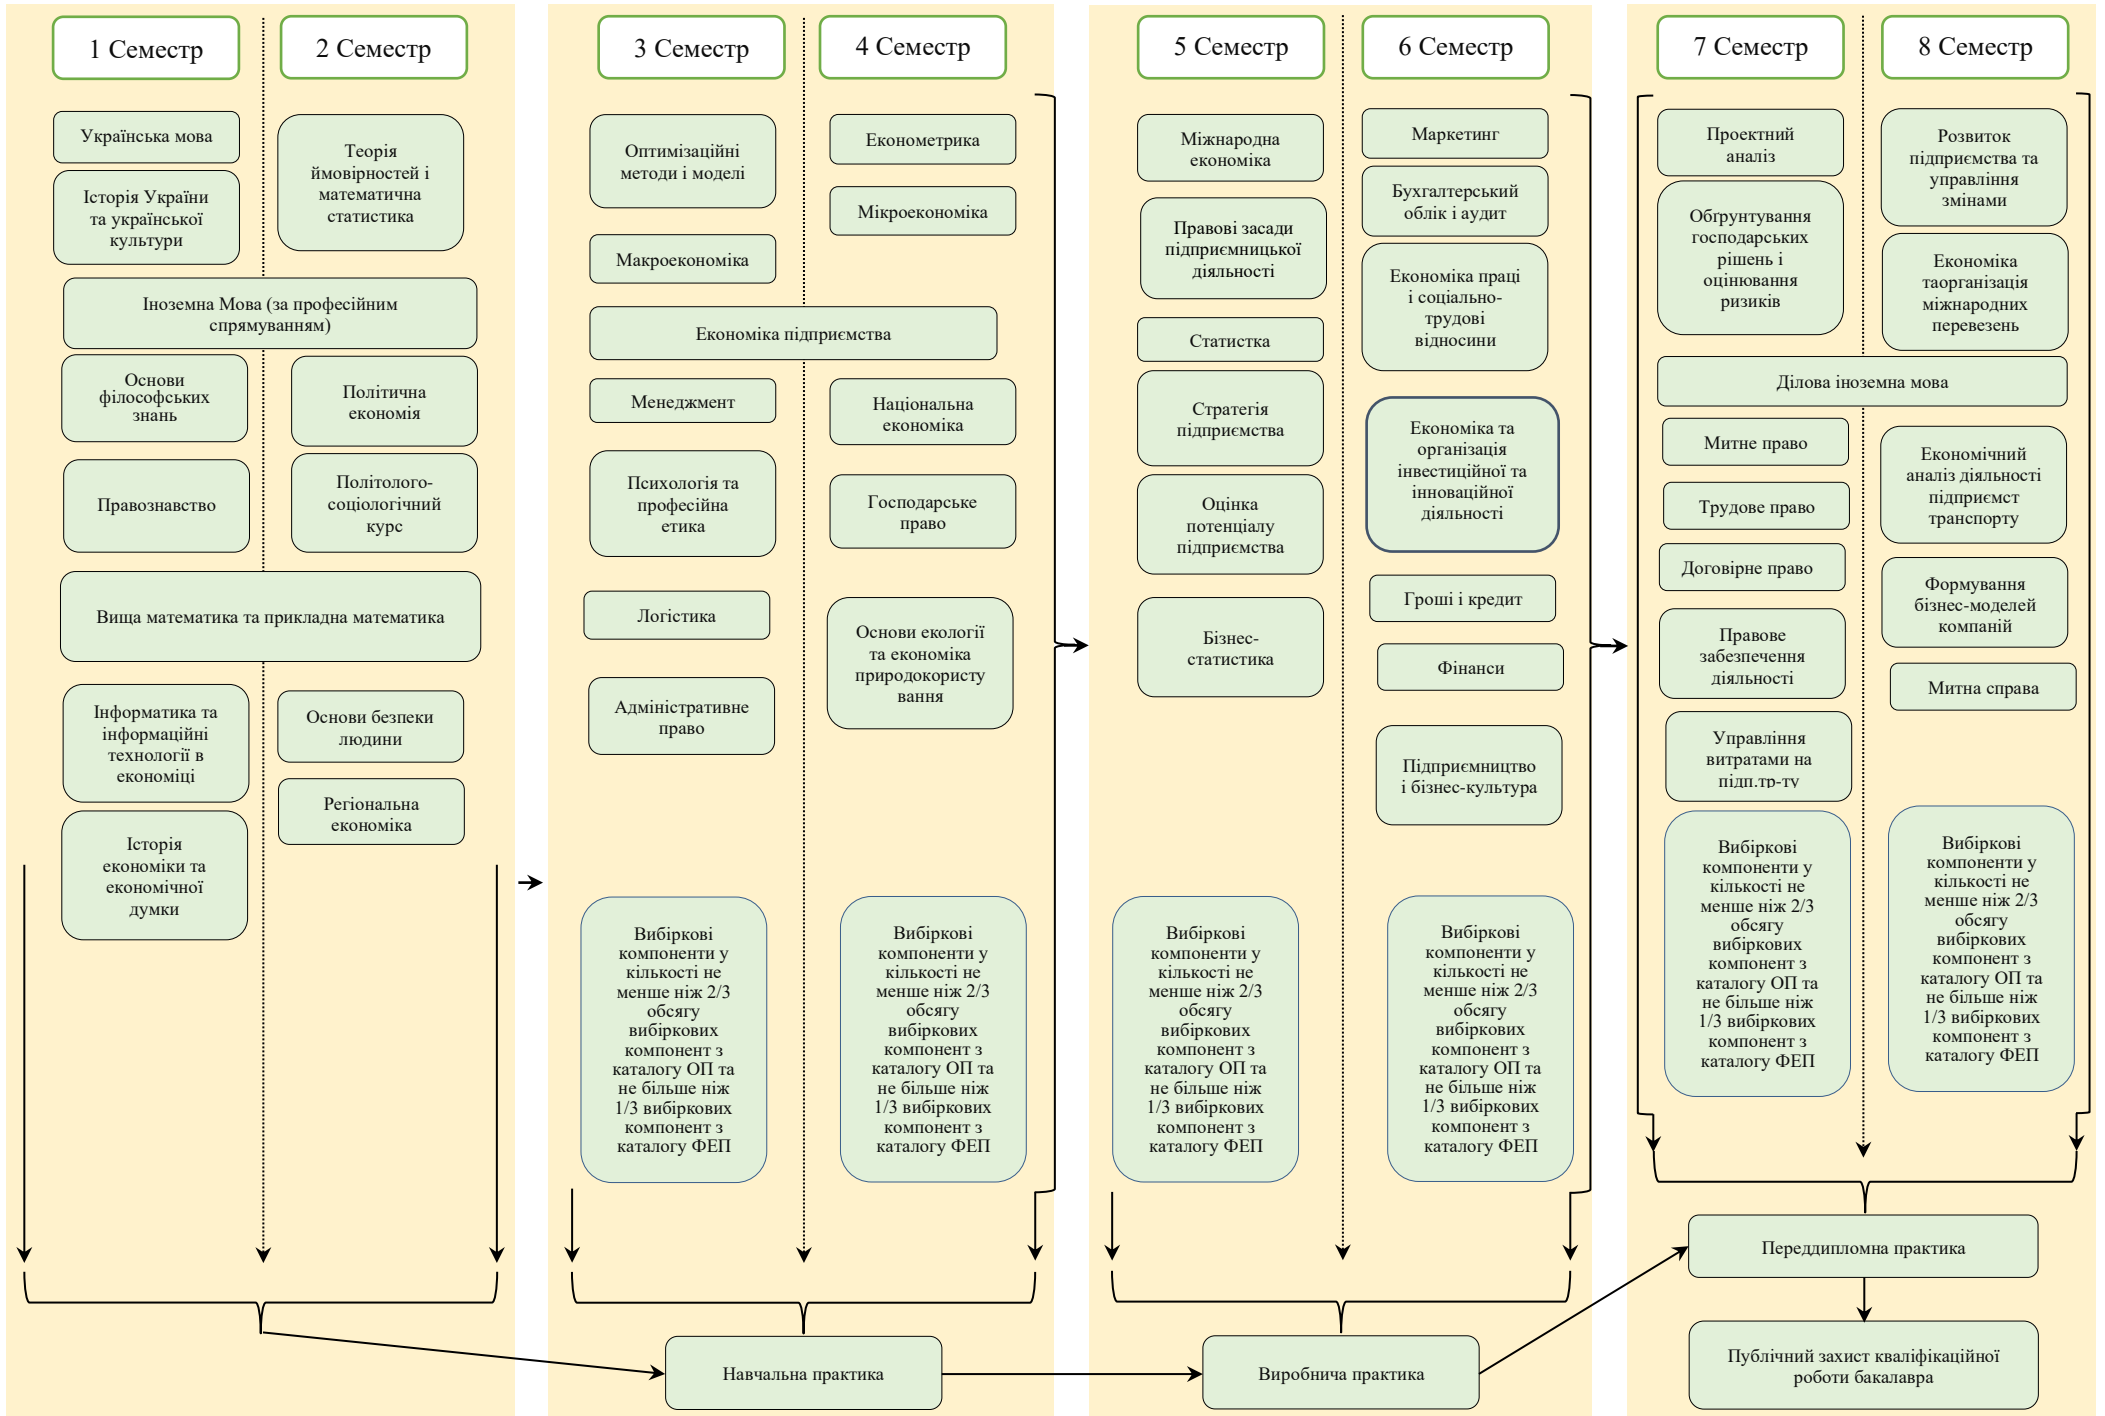 1 Семестр
2 Семестр
3 Семестр
4 Семестр
5 Семестр
6 Семестр
7 Семестр
8 Семестр
Українська мова
Історія України
та української
культури
Теорія
ймовірностей і
математична
статистика
Іноземна Мова (за професійним
спрямуванням)
Основи
філософських
знань
Політична
економія
Правознавство
Політолого-
соціологічний
курс
Вища математика та прикладна математика
Інформатика та
інформаційні
технології в
економіці
Основи безпеки
людини
Регіональна
економіка
Історія
економіки та
економічної
думки
Оптимізаційні
методи і моделі
Економетрика
Мікроекономіка
Макроекономіка
Економіка підприємства
Менеджмент
Національна
економіка
Психологія та
професійна
етика
Господарське
право
Логістика
Основи екології
та економіка
природокористу
вання
Адміністративне
право
Вибіркові
компоненти у
кількості не
менше ніж 2/3
обсягу
вибіркових
компонент з
каталогу ОП та
не більше ніж
1/3 вибіркових
компонент з
каталогу ФЕП
Вибіркові
компоненти у
кількості не
менше ніж 2/3
обсягу
вибіркових
компонент з
каталогу ОП та
не більше ніж
1/3 вибіркових
компонент з
каталогу ФЕП
Навчальна практика
Міжнародна
економіка
Правові засади
підприємницької
діяльності
Статистка
Стратегія
підприємства
Оцінка
потенціалу
підприємства
Бізнес-
статистика
Маркетинг
Бухгалтерський
облік і аудит
Економіка праці
і соціально-
трудові
відносини
Економіка та
організація
інвестиційної та
інноваційної
діяльності
Гроші і кредит
Фінанси
Підприємництво
і бізнес-культура
Вибіркові
компоненти у
кількості не
менше ніж 2/3
обсягу
вибіркових
компонент з
каталогу ОП та
не більше ніж
1/3 вибіркових
компонент з
каталогу ФЕП
Вибіркові
компоненти у
кількості не
менше ніж 2/3
обсягу
вибіркових
компонент з
каталогу ОП та
не більше ніж
1/3 вибіркових
компонент з
каталогу ФЕП
Виробнича практика
Проектний
аналіз
Обґрунтування
господарських
рішень і
оцінювання
ризиків
Розвиток
підприємства та
управління
змінами
Економіка
таорганізація
міжнародних
перевезень
Ділова іноземна мова
Митне право
Трудове право
Договірне право
Правове
забезпечення
діяльності
Управління
витратами на
підп.тр-ту
Економічний
аналіз діяльності
підприємст
транспорту
Формування
бізнес-моделей
компаній
Митна справа
Вибіркові
компоненти у
кількості не
менше ніж 2/3
обсягу
вибіркових
компонент з
каталогу ОП та
не більше ніж
1/3 вибіркових
компонент з
каталогу ФЕП
Вибіркові
компоненти у
кількості не
менше ніж 2/3
обсягу
вибіркових
компонент з
каталогу ОП та
не більше ніж
1/3 вибіркових
компонент з
каталогу ФЕП
Переддипломна практика
Публічний захист кваліфікаційної
роботи бакалавра